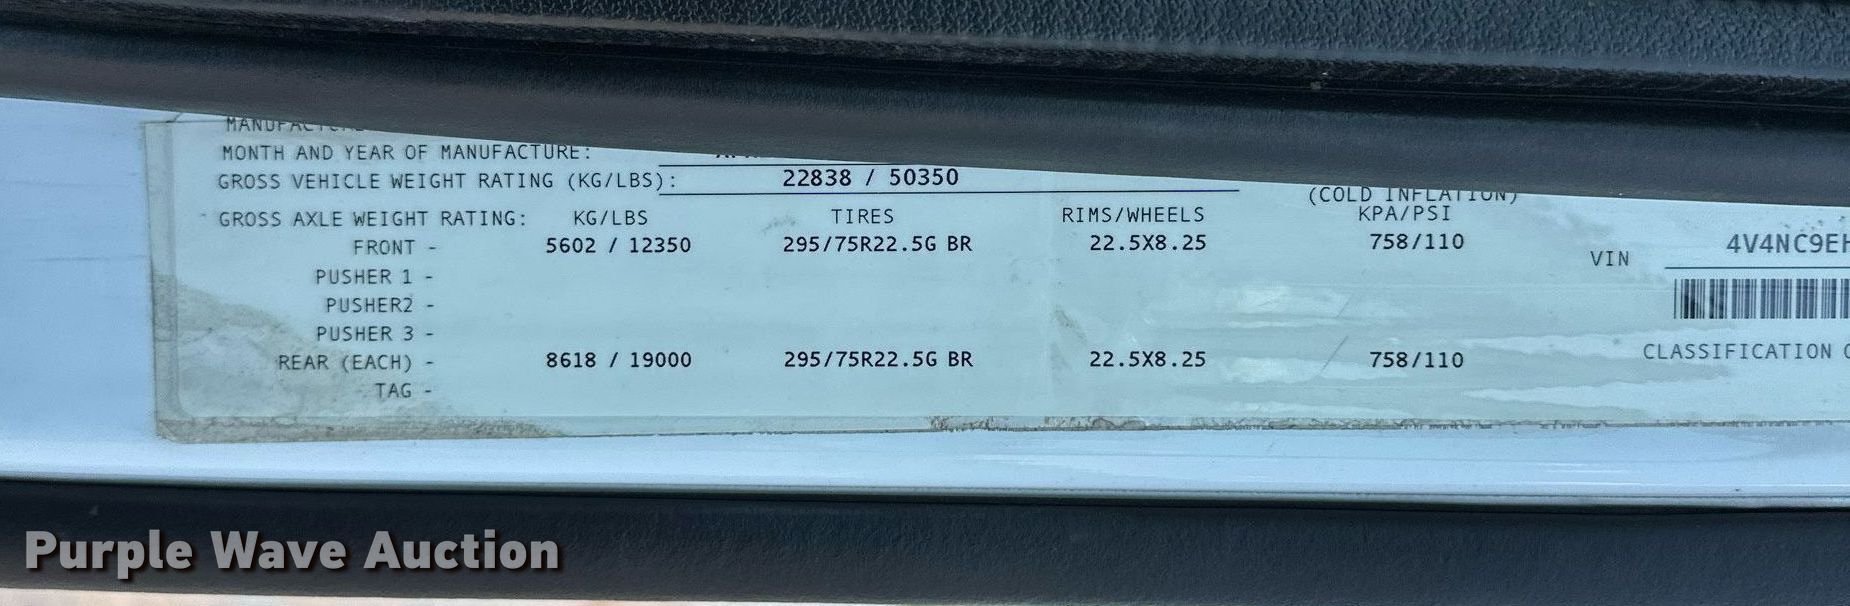 MONTH AND YEAR OF MANUFACTURE:
GROSS VEHICLE WEIGHT RATING (KG/LBS): 22838 / 50350
(COLD INFLATION)
GROSS AXLE WEIGHT RATING: KG/LBS TIRES RIMS/WHEELS KPA/PSI
FRONT - 5602 / 12350 295/75R22.5G BR 22.5X8.25 758/110
VIN 4V4NC9EH
PUSHER 1 -
PUSHER2 -
PUSHER 3 -
REAR (EACH) - 8618 / 19000 295/75R22.5G BR 22.5X8.25 758/110
CLASSIFICATION
TAG -
Purple Wave Auction